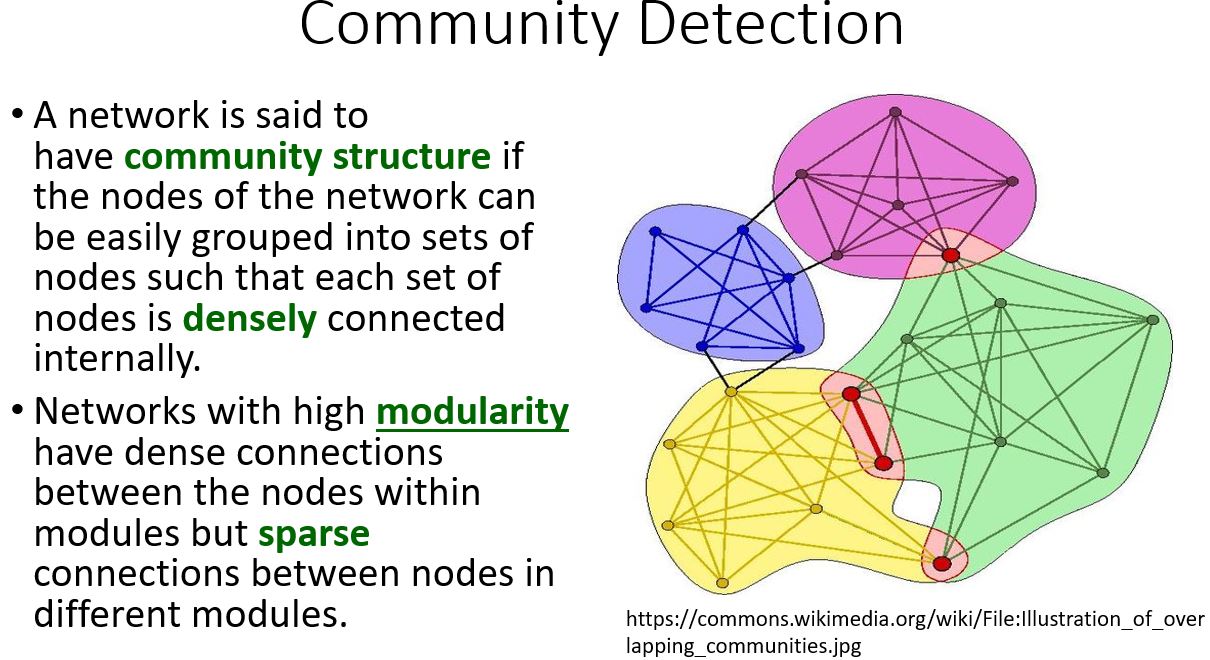 Community Detection
• A network is said to
have community structure if
the nodes of the network can
be easily grouped into sets of
nodes such that each set of
nodes is densely connected
internally.
• Networks with high modularity
have dense connections
between the nodes within
modules but sparse
connections between nodes in
different modules.
https://commons.wikimedia.org/wiki/File:Illustration_of_over
lapping_communities.jpg